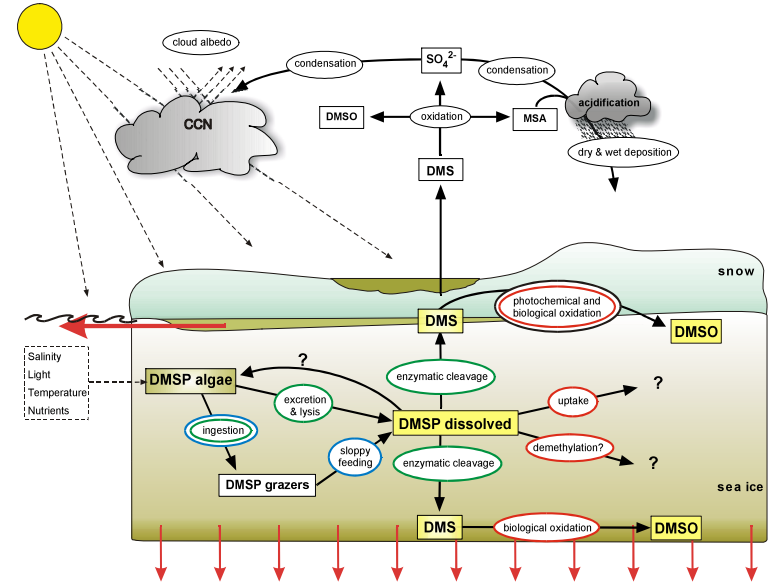 cloud albedo
condensation
SO₄²⁻
condensation
CCN
DMSO
oxidation
MSA
acidification
dry & wet deposition
DMS
snow
photochemical and
biological oxidation
DMS
DMSO
Salinity
Light
Temperature
Nutrients
DMSP algae
?
enzymatic cleavage
excretion
& lysis
uptake
?
ingestion
DMSP dissolved
demethylation?
?
sloppy
feeding
enzymatic cleavage
DMSP grazers
sea ice
DMS
biological oxidation
DMSO